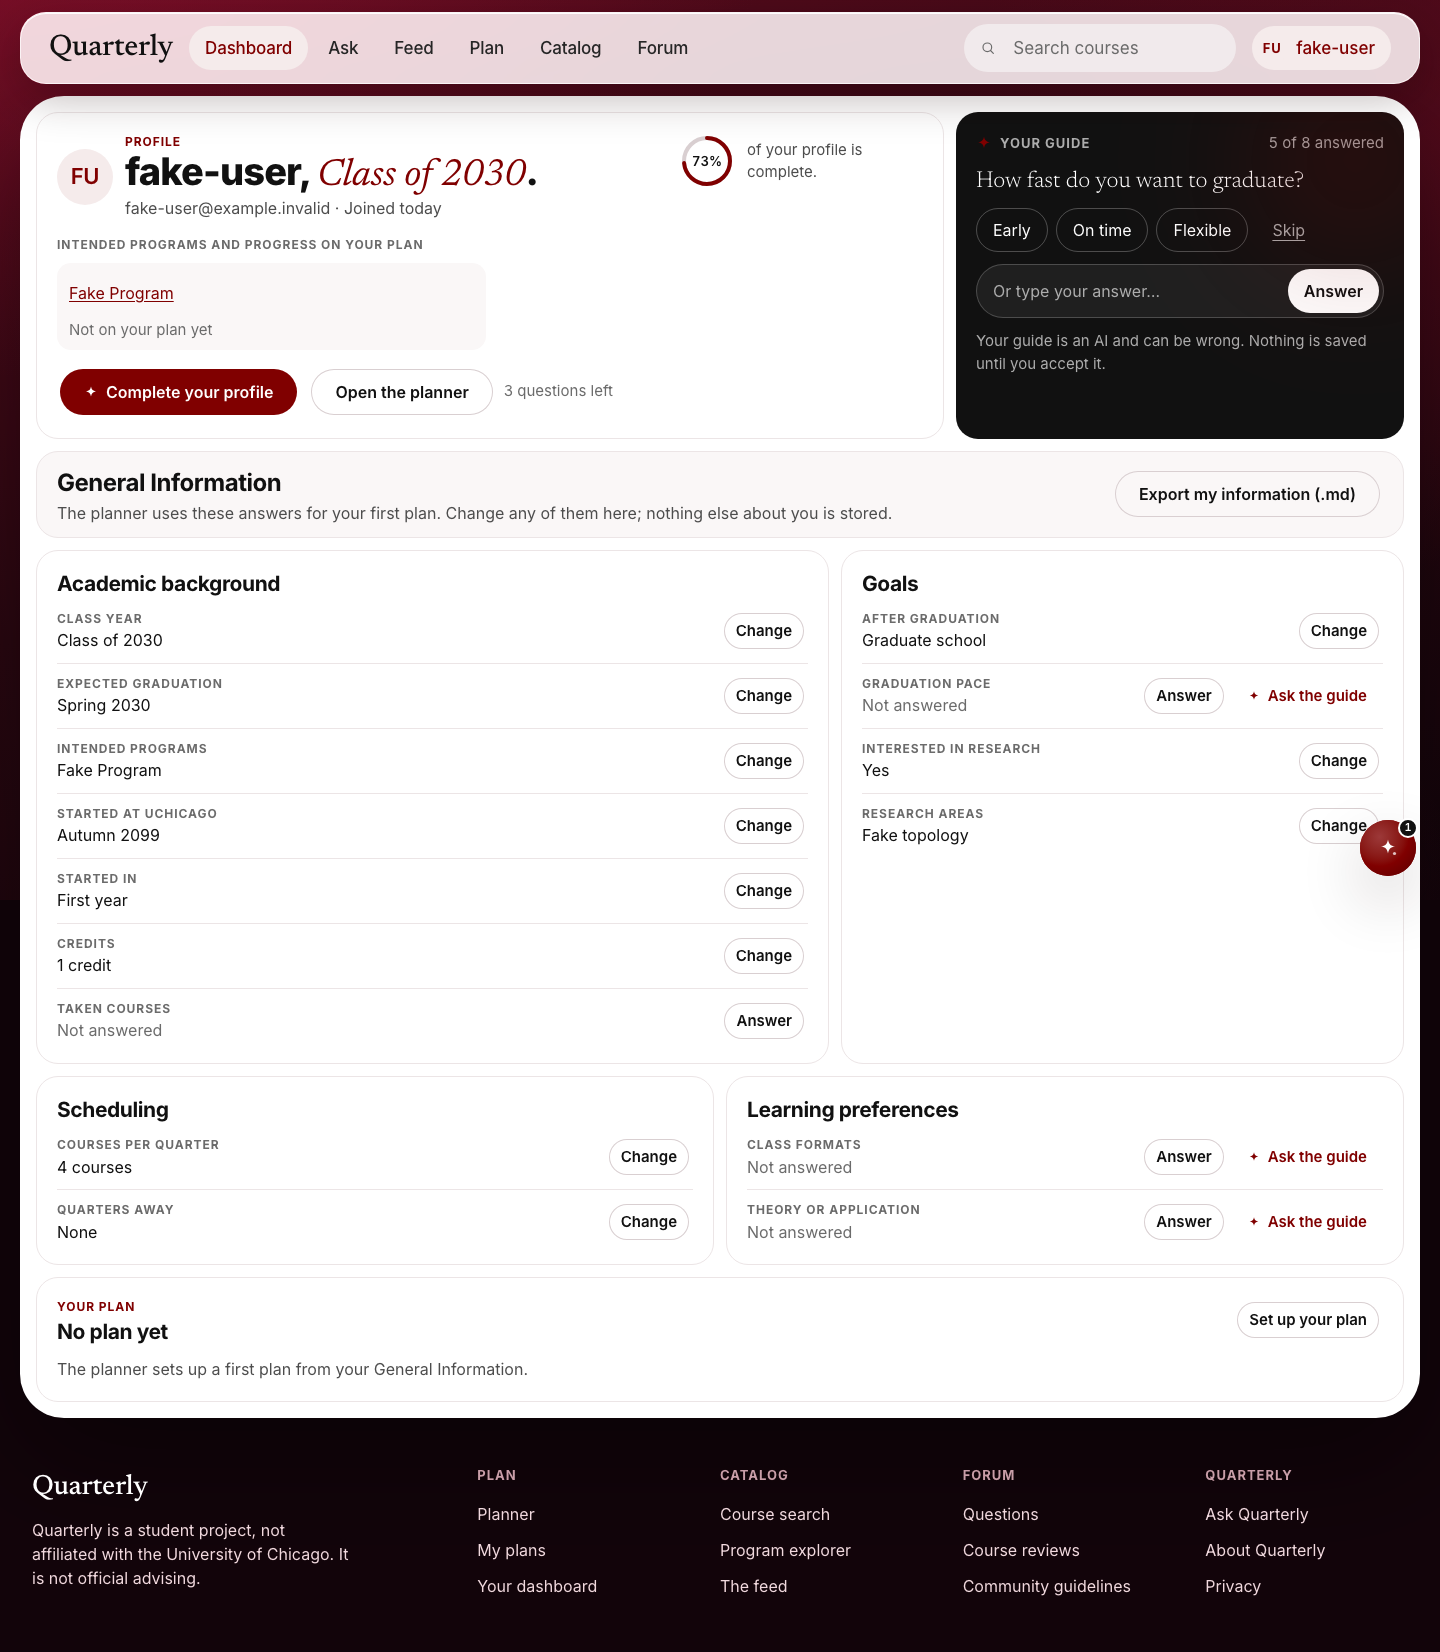 Quarterly
Dashboard
Ask
Feed
Plan
Catalog
Forum
Search courses
FU fake-user
FU
PROFILE
fake-user, Class of 2030.
fake-user@example.invalid · Joined today
73%
of your profile is
complete.
INTENDED PROGRAMS AND PROGRESS ON YOUR PLAN
Fake Program
Not on your plan yet
Complete your profile
Open the planner
3 questions left
YOUR GUIDE
5 of 8 answered
How fast do you want to graduate?
Early
On time
Flexible
Skip
Or type your answer...
Answer
Your guide is an AI and can be wrong. Nothing is saved
until you accept it.
General Information
The planner uses these answers for your first plan. Change any of them here; nothing else about you is stored.
Export my information (.md)
Academic background
CLASS YEAR
Class of 2030
Change
EXPECTED GRADUATION
Spring 2030
Change
INTENDED PROGRAMS
Fake Program
Change
STARTED AT UCHICAGO
Autumn 2099
Change
STARTED IN
First year
Change
CREDITS
1 credit
Change
TAKEN COURSES
Not answered
Answer
Goals
AFTER GRADUATION
Graduate school
Change
GRADUATION PACE
Not answered
Answer
Ask the guide
INTERESTED IN RESEARCH
Yes
Change
RESEARCH AREAS
Fake topology
Change
1
Scheduling
COURSES PER QUARTER
4 courses
Change
QUARTERS AWAY
None
Change
Learning preferences
CLASS FORMATS
Not answered
Answer
Ask the guide
THEORY OR APPLICATION
Not answered
Answer
Ask the guide
YOUR PLAN
No plan yet
The planner sets up a first plan from your General Information.
Set up your plan
Quarterly
Quarterly is a student project, not
affiliated with the University of Chicago. It
is not official advising.
PLAN
Planner
My plans
Your dashboard
CATALOG
Course search
Program explorer
The feed
FORUM
Questions
Course reviews
Community guidelines
QUARTERLY
Ask Quarterly
About Quarterly
Privacy